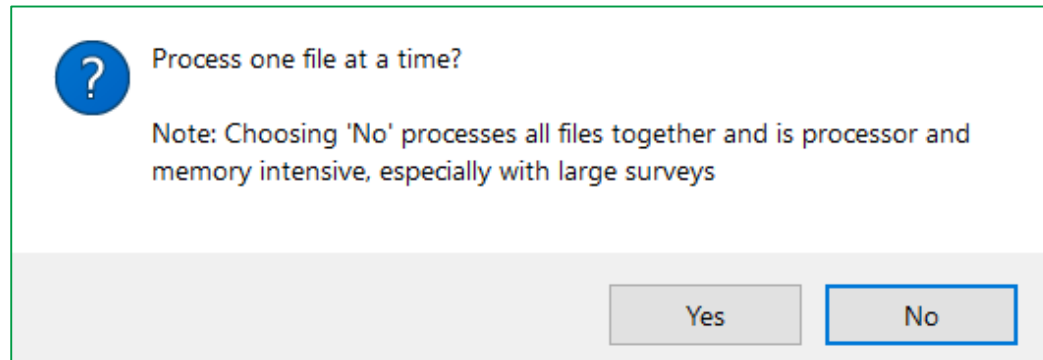 ?
Process one file at a time?
Note: Choosing 'No' processes all files together and is processor and
memory intensive, especially with large surveys
Yes
No